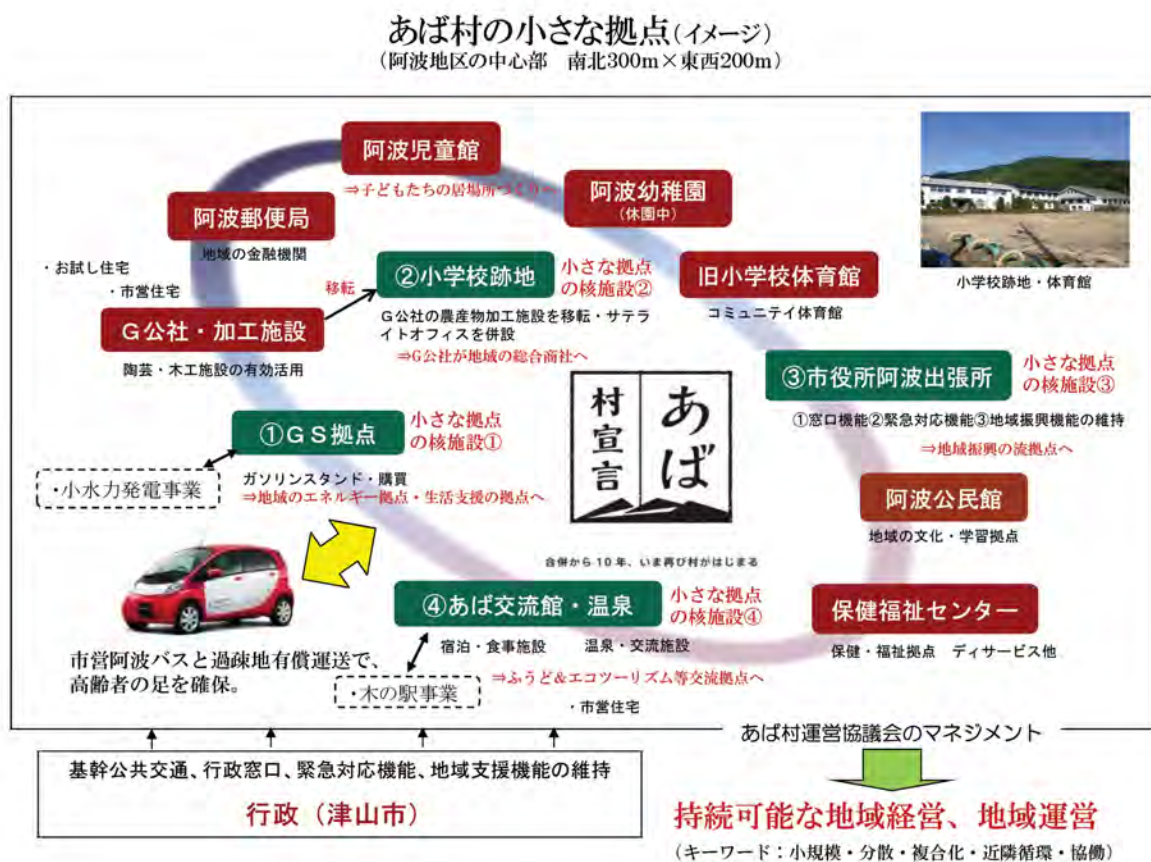 あば村の小さな拠点(イメージ)
(阿波地区の中心部 南北300m×東西200m)
阿波児童館
⇒子どもたちの居場所づくりへ
阿波幼稚園
(休園中)
阿波郵便局
地域の金融機関
・お試し住宅
・市営住宅
移転
②小学校跡地
小さな拠点
の核施設②
G公社の農産物加工施設を移転・サテラ
イトオフィスを併設
⇒G公社が地域の総合商社へ
旧小学校体育館
コミュニテイ体育館
小学校跡地・体育館
G公社・加工施設
陶芸・木工施設の有効活用
③市役所阿波出張所
小さな拠点
の核施設③
①窓口機能②緊急対応機能③地域振興機能の維持
⇒地域振興の流拠点へ
①GS拠点
小さな拠点
の核施設①
ガソリンスタンド・購買
⇒地域のエネルギー拠点・生活支援の拠点へ
・小水力発電事業
あば
村宣言
合併から10年、いま再び村がはじまる
阿波公民館
地域の文化・学習拠点
④あば交流館・温泉
小さな拠点
の核施設④
宿泊・食事施設 温泉・交流施設
⇒ふうど&エコツーリズム等交流拠点へ
・市営住宅
・木の駅事業
保健福祉センター
保健・福祉拠点 ディサービス他
市営阿波バスと過疎地有償運送で、
高齢者の足を確保。
あば村運営協議会のマネジメント
基幹公共交通、行政窓口、緊急対応機能、地域支援機能の維持
行政(津山市)
持続可能な地域経営、地域運営
(キーワード:小規模・分散・複合化・近隣循環・協働)